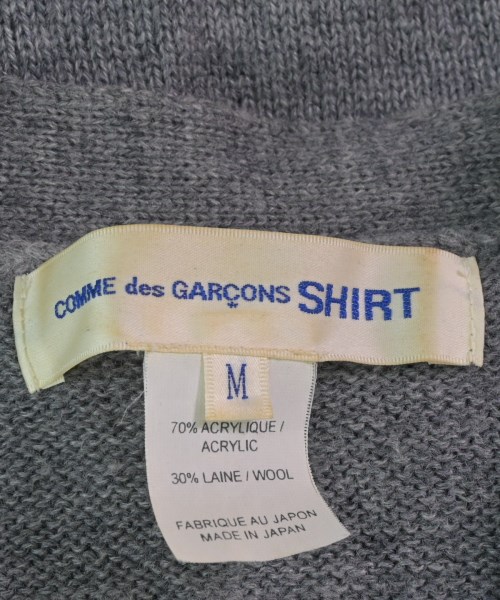 COMME des GARÇONS SHIRT
M
70% ACRYLIQUE /
ACRYLIC
30% LAINE / WOOL
FABRIQUE AU JAPON
MADE IN JAPAN